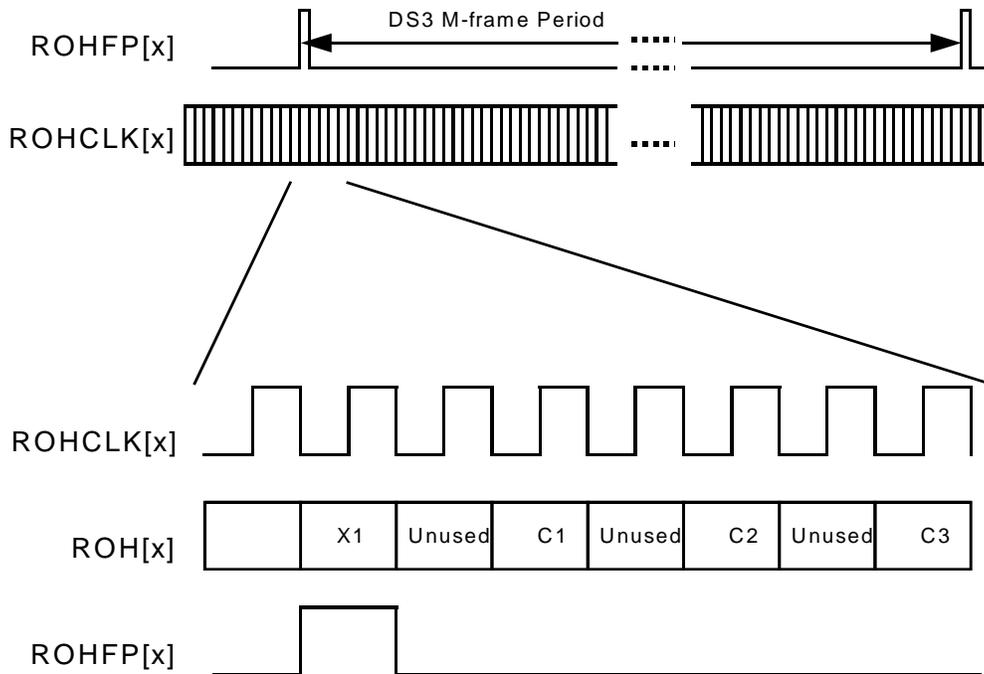 DS3 M-frame Period
ROHFP[x]
ROHCLK[x]
ROHCLK[x]
ROH[x] X1 Unused C1 Unused C2 Unused C3
ROHFP[x]